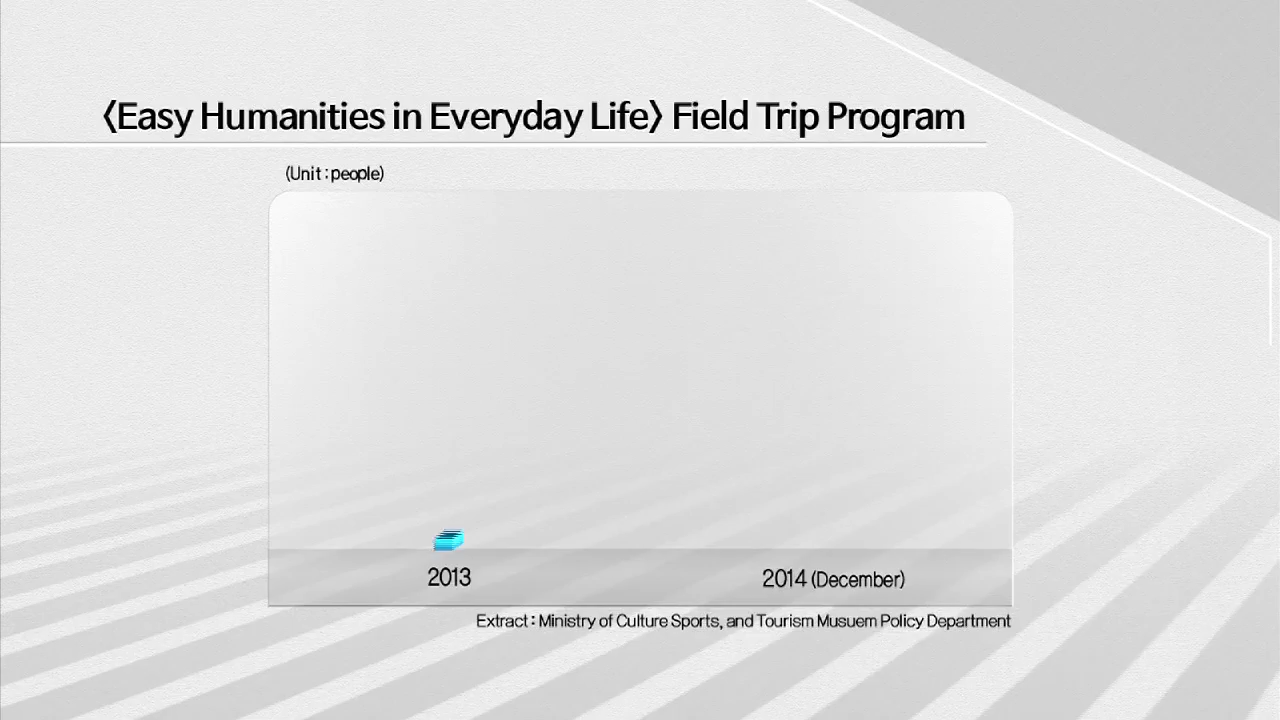 〈Easy Humanities in Everyday Life〉 Field Trip Program
(Unit : people)
2013
2014 (December)
Extract : Ministry of Culture Sports, and Tourism Musuem Policy Department